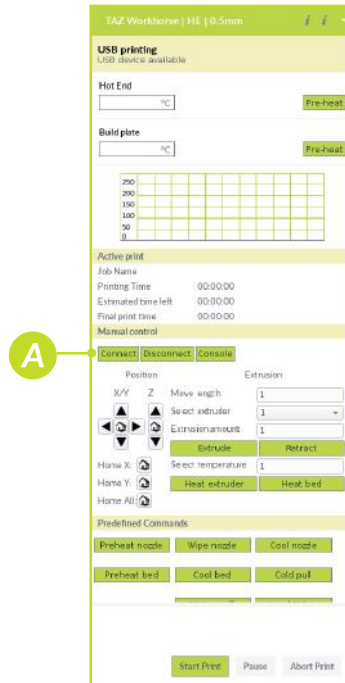 TAZ Workhorse | HE | 0.5mm i i
USB printing
USB device available
Hot End
°C Pre-heat
Build plate
°C Pre-heat
250
200
150
100
50
0
Active print
Job Name
Printing Time 00:00:00
Estimated time left 00:00:00
Final print time 00:00:00
Manual control
A
Connect Disconnect Console
Position Extrusion
X/Y Z Move length 1
Select extruder 1
Extrusion amount 1
Extrude Retract
Home X: Select temperature 1
Home Y: Heat extruder Heat bed
Home All:
Predefined Commands
Preheat nozzle Wipe nozzle Cool nozzle
Preheat bed Cool bed Cold pull
Start Print Pause Abort Print